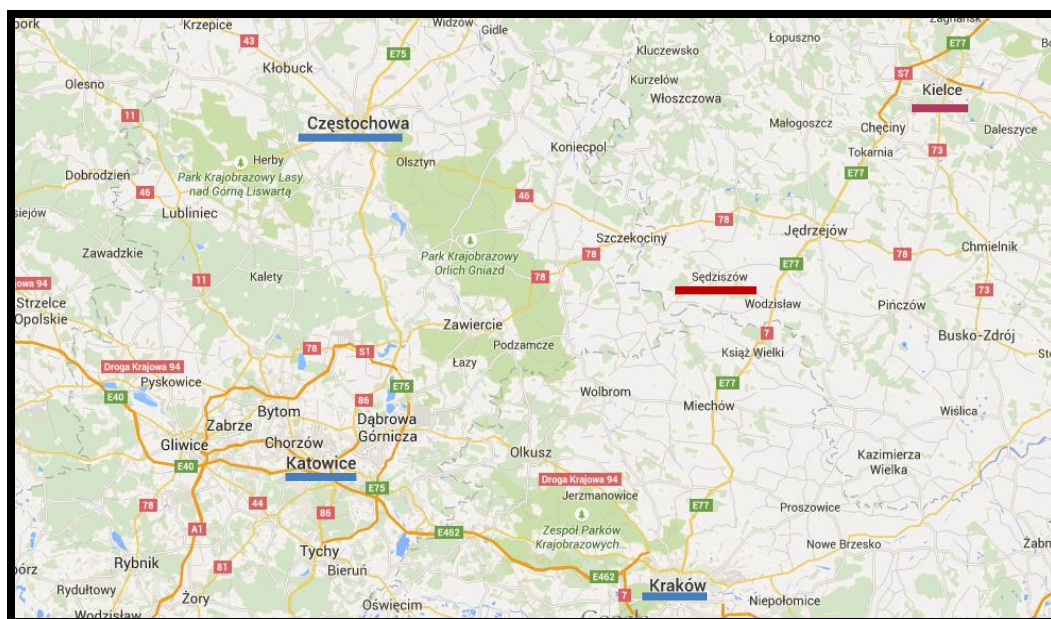 Krzepice
Widzów
Gidle
Łopuszno
Zagnańsk
E77
43
E75
Kluczewsko
Kłobuck
Olesno
Kurzelów
S7
Włoszczowa
Kielce
11
Częstochowa
Małogoszcz
Chęciny
Daleszyce
Koniecpol
Tokarnia
73
Herby
Olsztyn
Dobrodzień
Park Krajobrazowy Lasy
nad Górną Liswartą
E77
46
46
Lubliniec
78
Jędrzejów
Szczekociny
Zawadzkie
Park Krajobrazowy
Orlich Gniazd
78
78
Chmielnik
Kalety
11
78
E77
Sędziszów
73
Strzelce
Opolskie
Wodzisław
Pińczów
Zawiercie
7
Busko-Zdrój
Podzamcze
78
S1
Książ Wielki
Droga Krajowa 94
Łazy
Pyskowice
E75
E77
Wolbrom
E40
86
Miechów
Bytom
Wiślica
Zabrze
Dąbrowa
Górnicza
Gliwice
Chorzów
Olkusz
Kazimierza
Wielka
Katowice
E40
Droga Krajowa 94
E75
Jerzmanowice
78
44
86
E77
Proszowice
A1
Zespół Parków
Krajobrazowych...
E462
Nowe Brzesko
Tychy
Rybnik
81
Bieruń
E462
Kraków
Rydułtowy
Żory
7
Niepołomice
Oświęcim
Wodzisław
Google